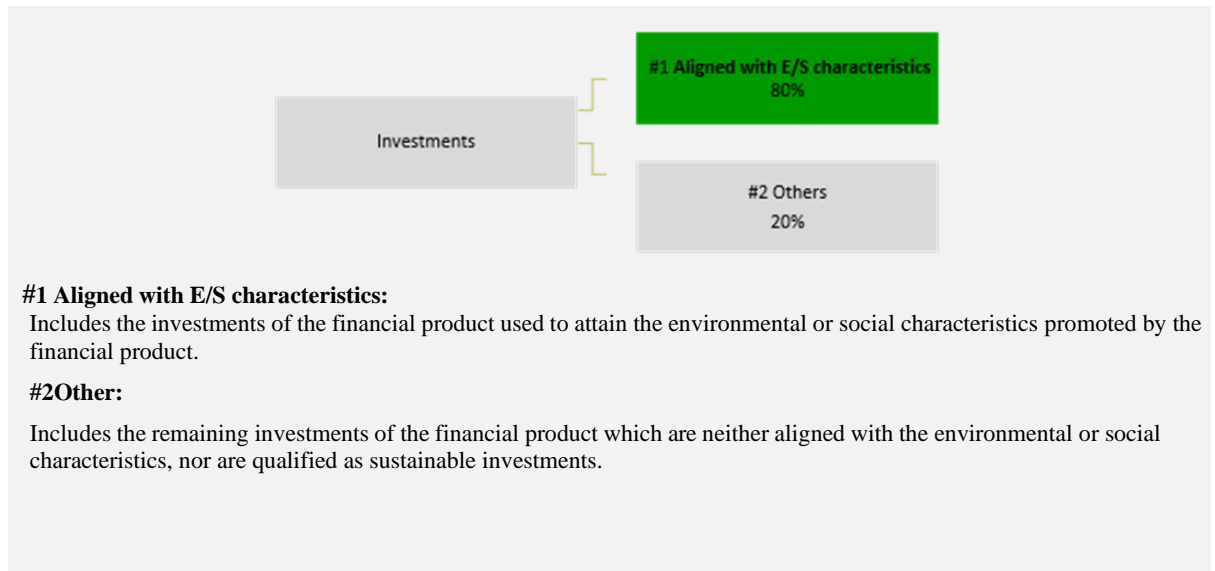 #1 Aligned with E/S characteristics
80%
Investments
#2 Others
20%
#1 Aligned with E/S characteristics:
Includes the investments of the financial product used to attain the environmental or social characteristics promoted by the
financial product.
#2Other:
Includes the remaining investments of the financial product which are neither aligned with the environmental or social
characteristics, nor are qualified as sustainable investments.